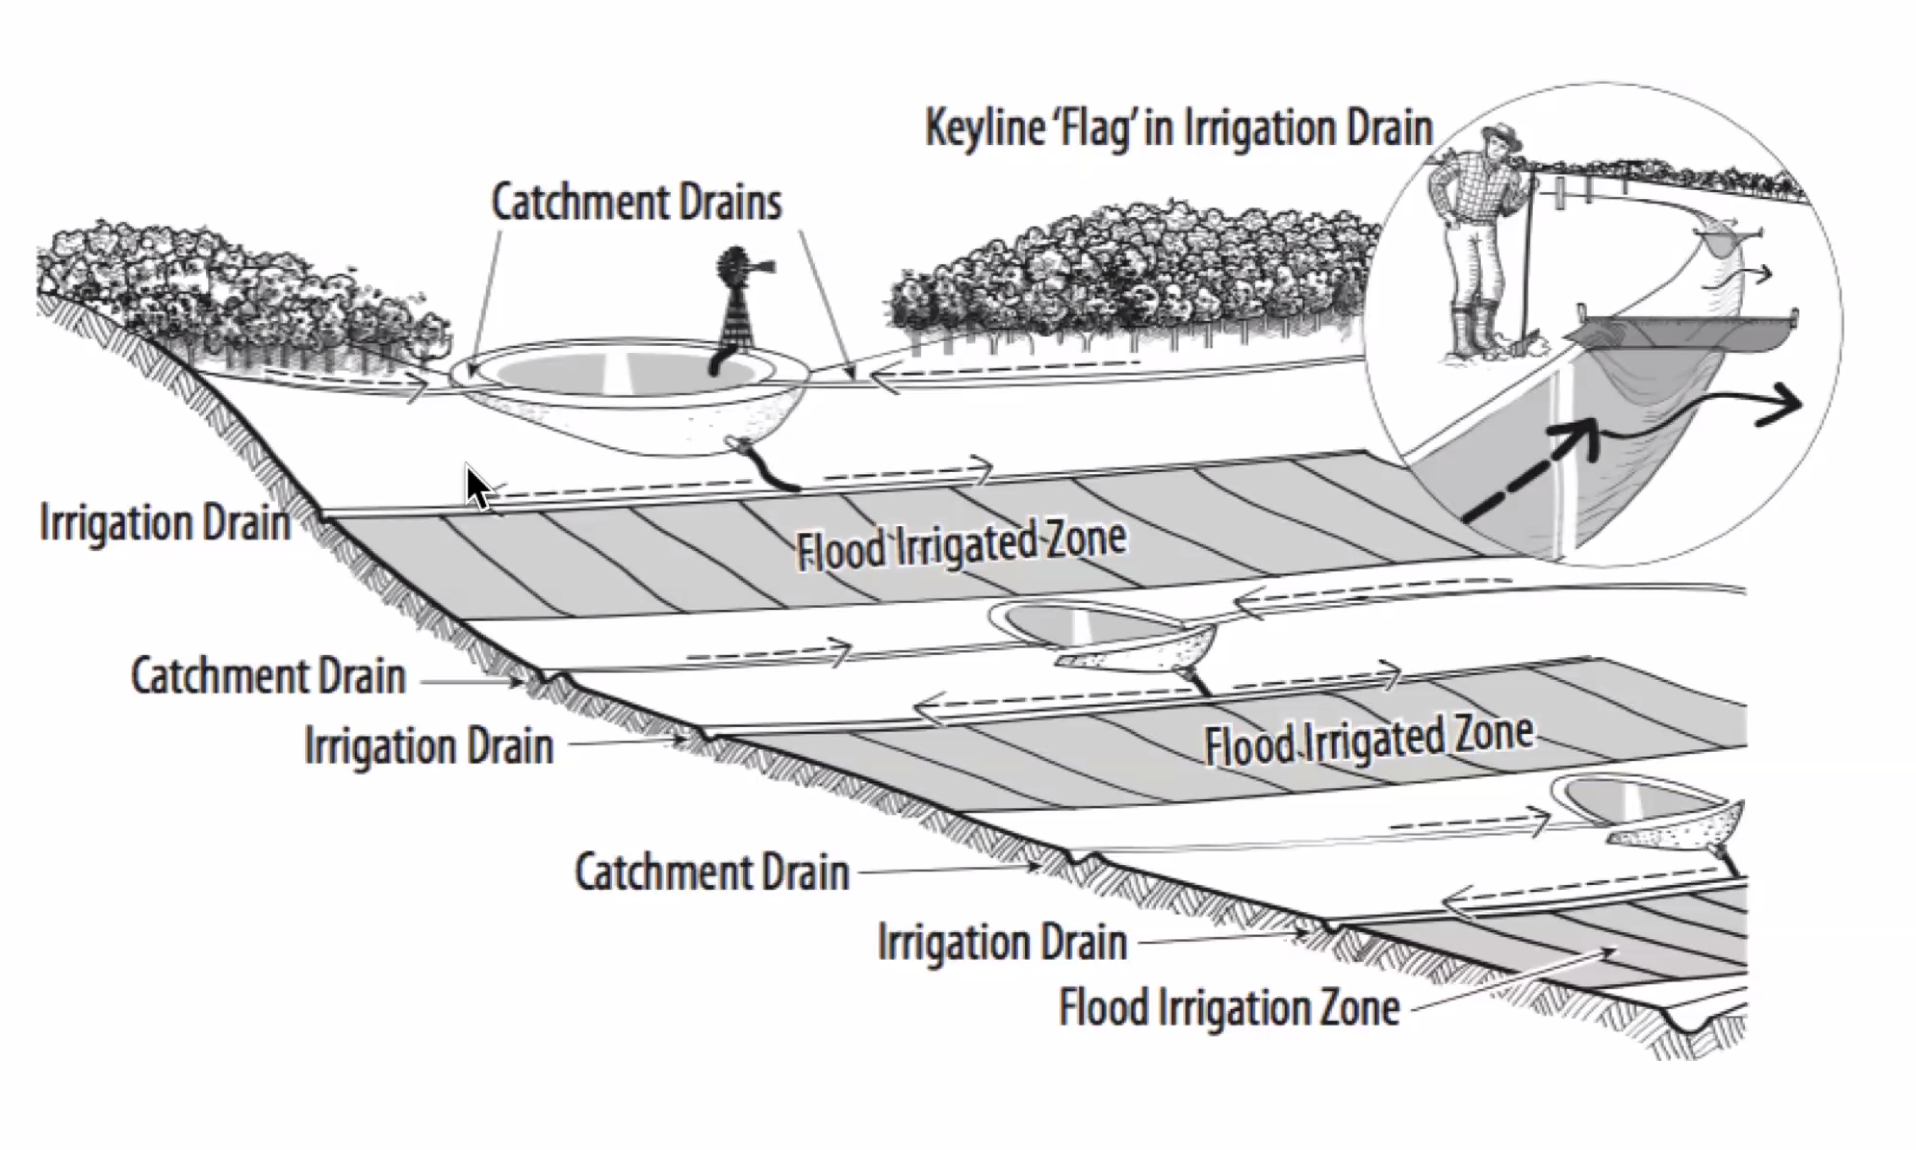 Keyline ‘Flag’ in Irrigation Drain
Catchment Drains
Irrigation Drain
Flood Irrigated Zone
Catchment Drain
Irrigation Drain
Flood Irrigated Zone
Catchment Drain
Irrigation Drain
Flood Irrigation Zone